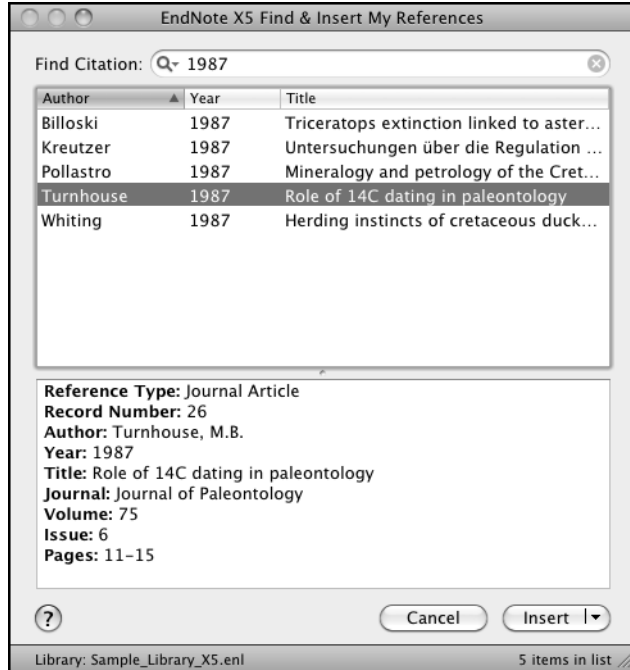 EndNote X5 Find & Insert My References
Find Citation: 1987
Author Year Title
Billoski 1987 Triceratops extinction linked to aster...
Kreutzer 1987 Untersuchungen über die Regulation ...
Pollastro 1987 Mineralogy and petrology of the Cret...
Turnhouse 1987 Role of 14C dating in paleontology
Whiting 1987 Herding instincts of cretaceous duck...
Reference Type: Journal Article
Record Number: 26
Author: Turnhouse, M.B.
Year: 1987
Title: Role of 14C dating in paleontology
Journal: Journal of Paleontology
Volume: 75
Issue: 6
Pages: 11–15
? Cancel Insert
Library: Sample_Library_X5.enl 5 items in list